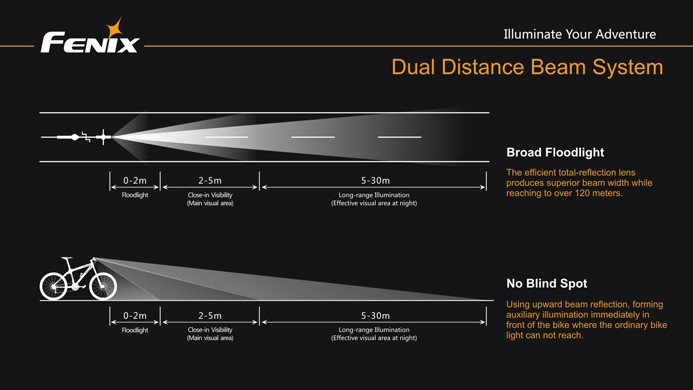 FENIX
Illuminate Your Adventure
Dual Distance Beam System
Broad Floodlight
The efficient total-reflection lens
produces superior beam width while
reaching to over 120 meters.
0-2m 2-5m 5-30m
Floodlight Close-in Visibility Long-range Illumination
(Main visual area) (Effective visual area at night)
No Blind Spot
Using upward beam reflection, forming
auxiliary illumination immediately in
front of the bike where the ordinary bike
light can not reach.
0-2m 2-5m 5-30m
Floodlight Close-in Visibility Long-range Illumination
(Main visual area) (Effective visual area at night)